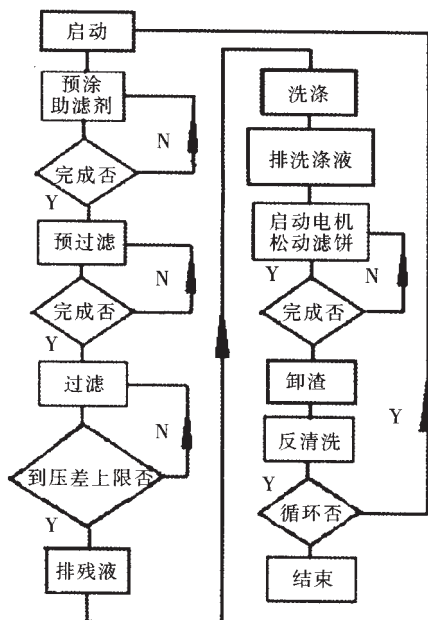 启动
预涂
助滤剂
N
完成否
Y
预过滤
N
完成否
Y
过滤
N
到压差上限否
Y
排残液
洗涤
排洗涤液
启动电机
松动滤饼
Y
N
完成否
卸渣
Y
反清洗
Y
循环否
结束